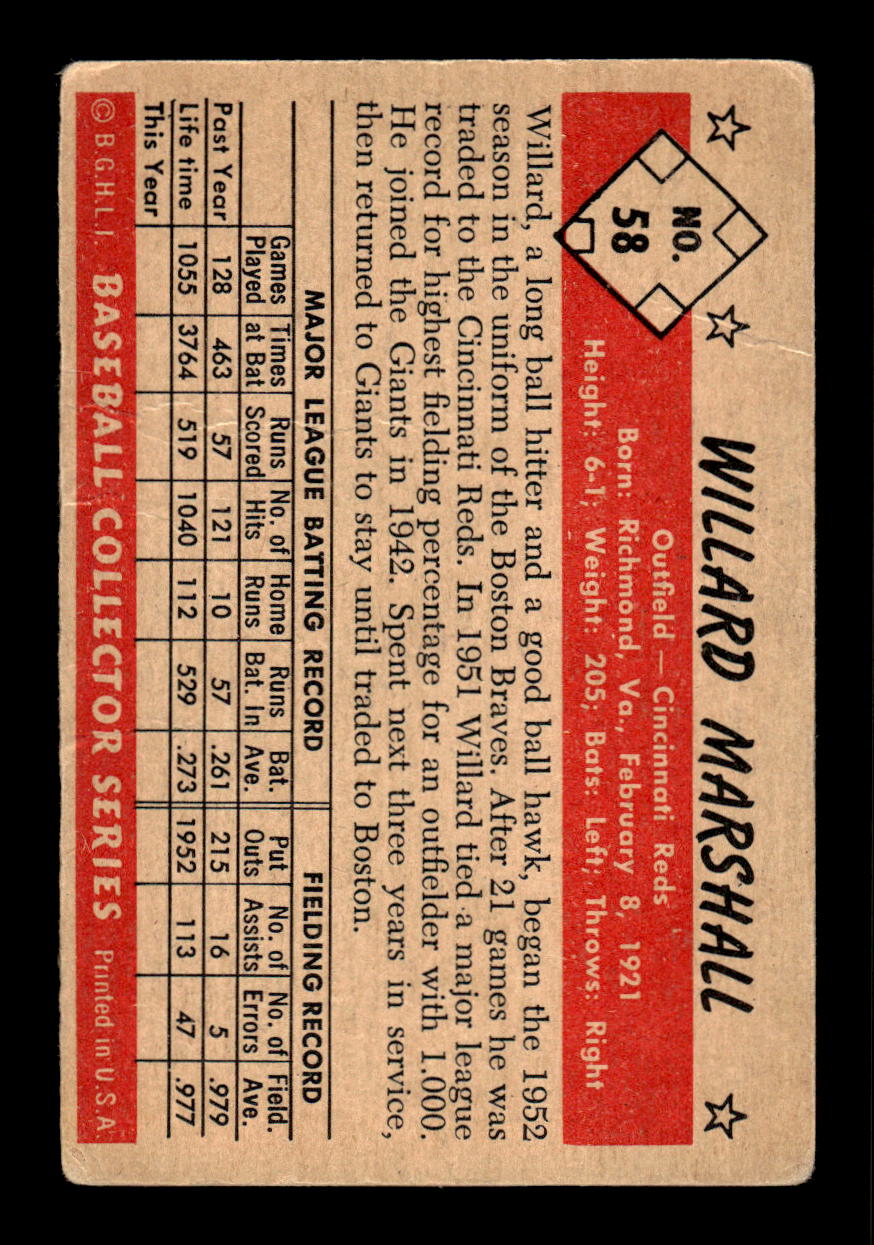 WILLARD MARSHALL
NO.
58
Outfield — Cincinnati Reds
Born: Richmond, Va., February 8, 1921
Height: 6-1; Weight: 205; Bats: Left; Throws: Right
Willard, a long ball hitter and a good ball hawk, began the 1952
season in the uniform of the Boston Braves. After 21 games he was
traded to the Cincinnati Reds. In 1951 Willard tied a major league
record for highest fielding percentage for an outfielder with 1.000.
He joined the Giants in 1942. Spent next three years in service,
then returned to Giants to stay until traded to Boston.
MAJOR LEAGUE BATTING RECORD FIELDING RECORD
Games Times Runs No. of Home Runs Bat. Put No. of No. of Field.
Played at Bat Scored Hits Runs Bat. In Ave. Outs Assists Errors Ave.
Past Year 128 463 57 121 10 57 .261 215 16 5 .979
Life time 1055 3764 519 1040 112 529 .273 1952 113 47 .977
This Year
© B.G.H.L.I. BASEBALL COLLECTOR SERIES Printed in U.S.A.